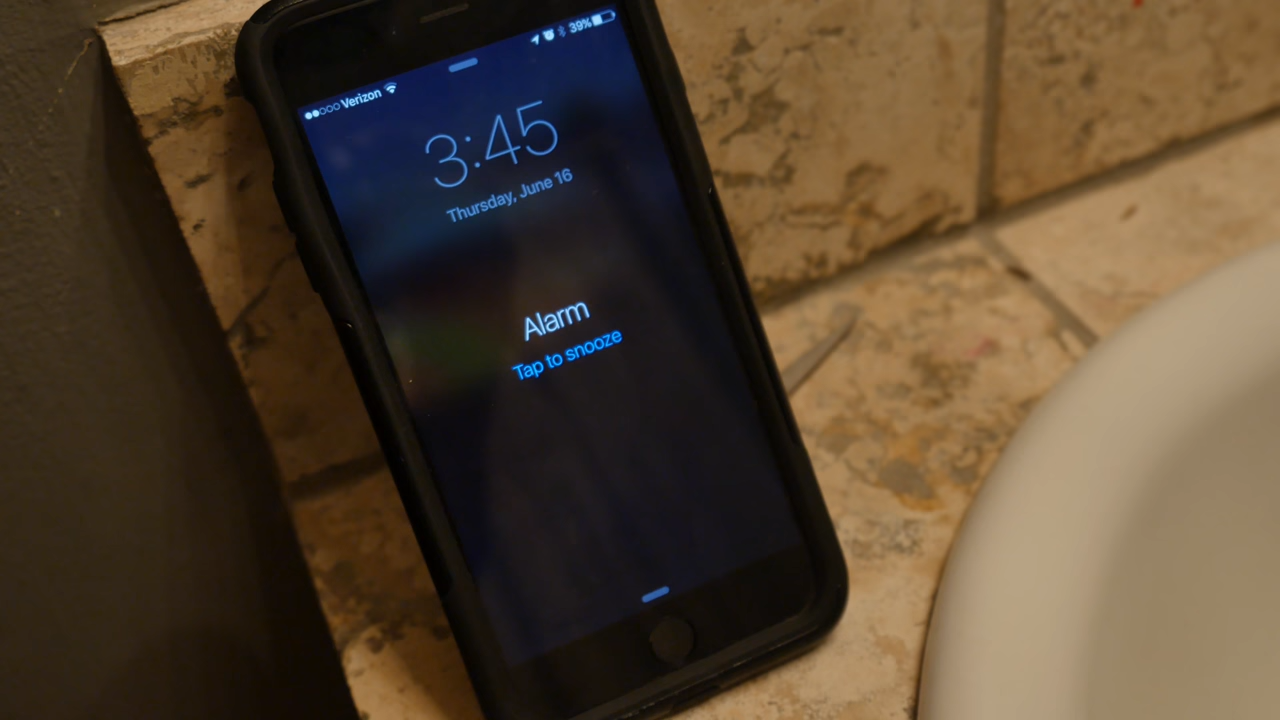 39%
Verizon
3:45
Thursday, June 16
Alarm
Tap to snooze